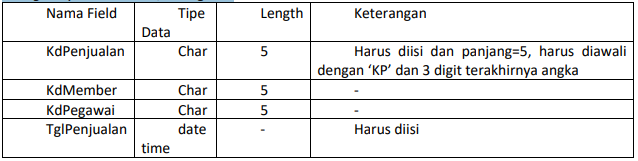 Nama Field Tipe Data Length Keterangan
KdPenjualan Char 5 Harus diisi dan panjang=5, harus diawali
dengan ‘KP’ dan 3 digit terakhirnya angka
KdMember Char 5 -
KdPegawai Char 5 -
TglPenjualan date time - Harus diisi